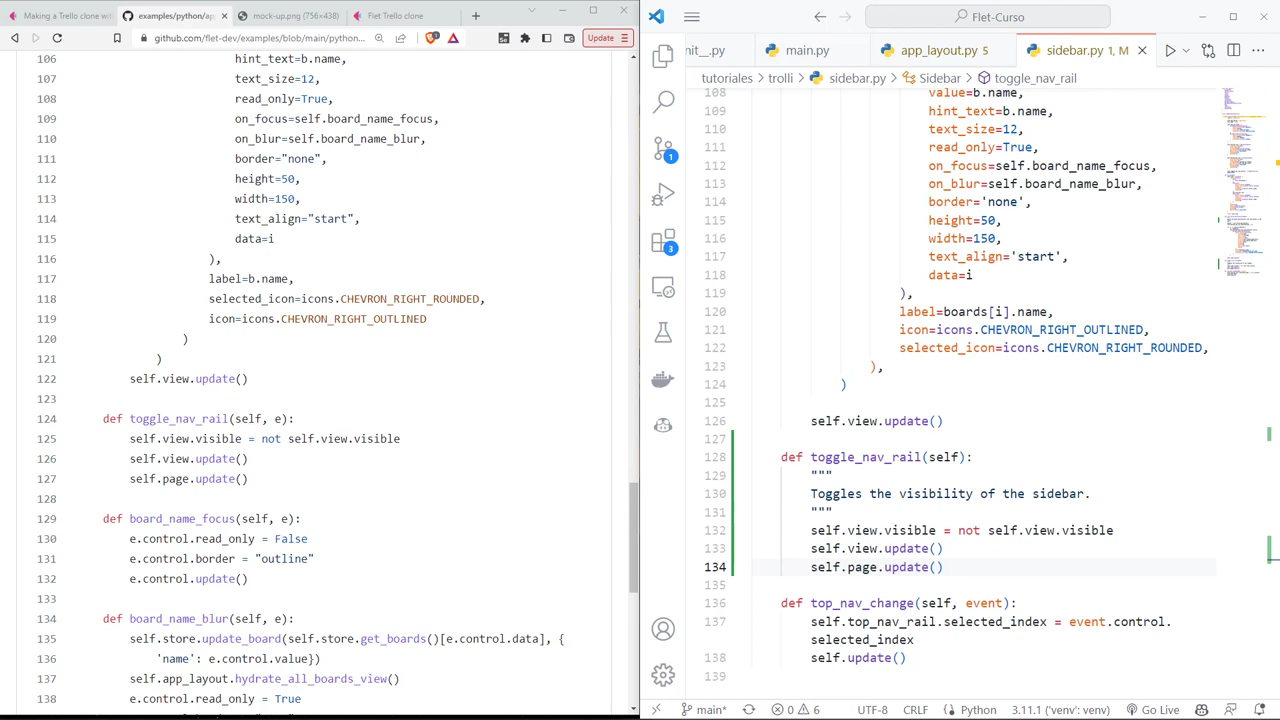 Making a Trello clone with
examples/python/ap
mock-up.png (756×438)
Flet Trello clone
github.com/flet-dev/examples/blob/main/python...
Update
106 hint_text=b.name,
107 text_size=12,
108 read_only=True,
109 on_focus=self.board_name_focus,
110 on_blur=self.board_name_blur,
111 border="none",
112 height=50,
113 width=100,
114 text_align="start",
115 data=i
116 ),
117 label=b.name,
118 selected_icon=icons.CHEVRON_RIGHT_ROUNDED,
119 icon=icons.CHEVRON_RIGHT_OUTLINED
120 )
121 )
122 self.view.update()
123
124 def toggle_nav_rail(self, e):
125 self.view.visible = not self.view.visible
126 self.view.update()
127 self.page.update()
128
129 def board_name_focus(self, e):
130 e.control.read_only = False
131 e.control.border = "outline"
132 e.control.update()
133
134 def board_name_blur(self, e):
135 self.store.update_board(self.store.get_boards()[e.control.data], {
136 'name': e.control.value})
137 self.app_layout.hydrate_all_boards_view()
138 e.control.read_only = True
Flet-Curso
nit__.py
main.py
app_layout.py 5
sidebar.py 1, M
tutoriales > trolli > sidebar.py > Sidebar > toggle_nav_rail
108 value=b.name,
109 hint_text=b.name,
110 text_size=12,
111 read_only=True,
112 on_focus=self.board_name_focus,
113 on_blur=self.board_name_blur,
114 border='none',
115 height=50,
116
117 text_align='start',
118
119 ),
120 label=boards[i].name,
121 icon=icons.CHEVRON_RIGHT_OUTLINED,
122 selected_icon=icons.CHEVRON_RIGHT_ROUNDED,
123 ),
124 )
125
126 self.view.update()
127
128 def toggle_nav_rail(self):
129 """
130 Toggles the visibility of the sidebar.
131 """
132 self.view.visible = not self.view.visible
133 self.view.update()
134 self.page.update()
135
136 def top_nav_change(self, event):
137 self.top_nav_rail.selected_index = event.control.
selected_index
138 self.update()
139
1
3
main*
0
6
UTF-8
CRLF
Python
3.11.1 ('venv': venv)
Go Live